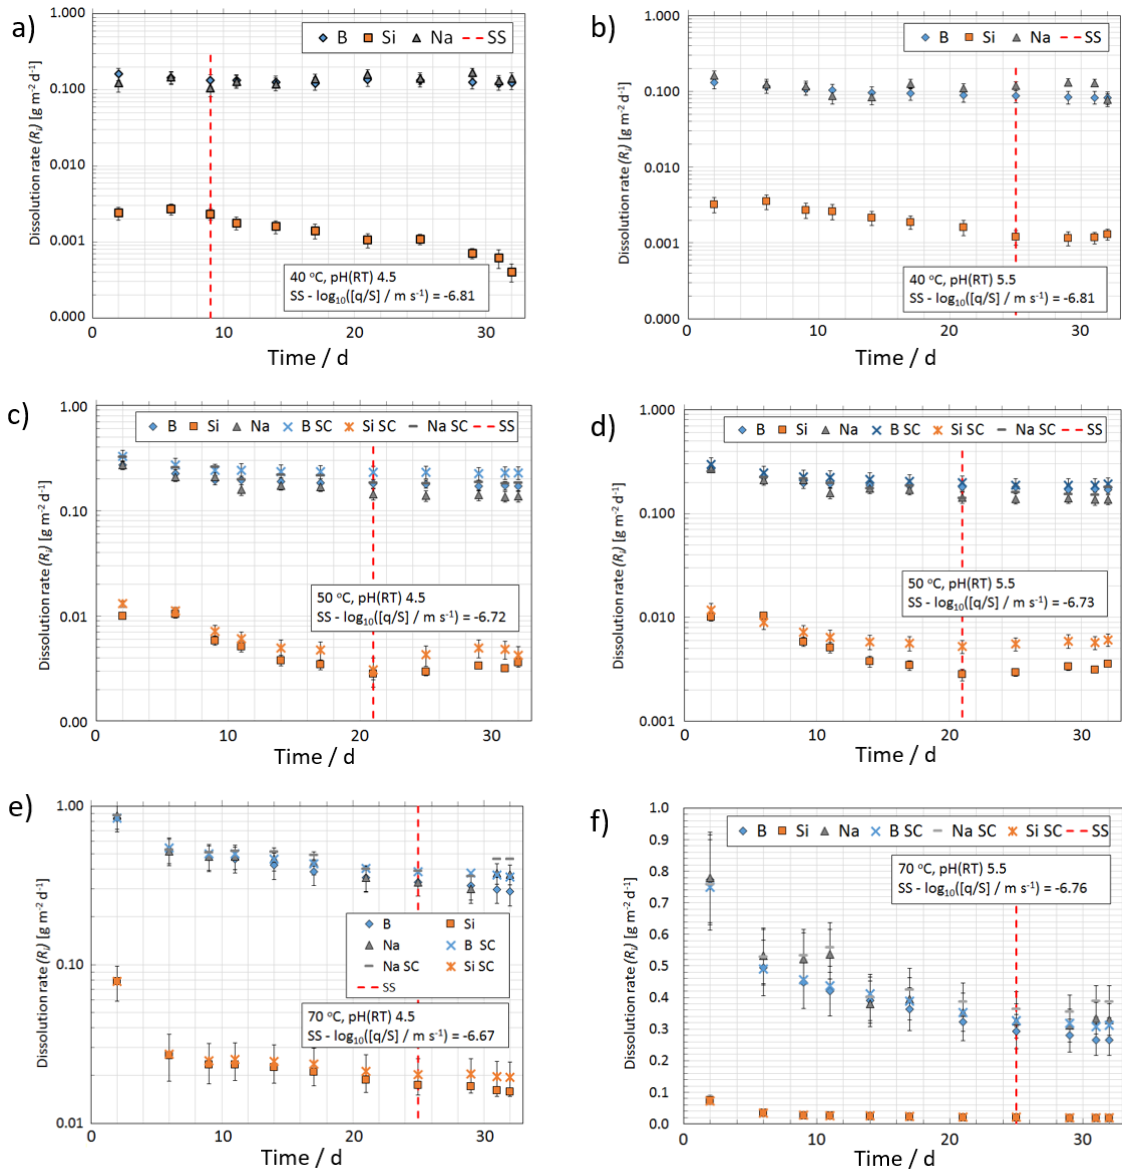 a)
1.000
0.100
0.010
0.001
0.000
Dissolution rate (Ri) [g m-2 d-1]
B Si Na SS
40 oC, pH(RT) 4.5
SS - log10([q/S] / m s-1) = -6.81
0 10 20 30
Time / d
b)
1.000
0.100
0.010
0.001
0.000
Dissolution rate (Ri) [g m-2 d-1]
B Si Na SS
40 oC, pH(RT) 5.5
SS - log10([q/S] / m s-1) = -6.81
0 10 20 30
Time / d
c)
1.00
0.10
0.01
0.00
Dissolution rate (Ri) [g m-2 d-1]
B Si Na B SC Si SC Na SC SS
50 oC, pH(RT) 4.5
SS - log10([q/S] / m s-1) = -6.72
0 10 20 30
Time / d
d)
1.000
0.100
0.010
0.001
Dissolution rate (Ri) [g m-2 d-1]
B Si Na B SC Si SC Na SC SS
50 oC, pH(RT) 5.5
SS - log10([q/S] / m s-1) = -6.73
0 10 20 30
Time / d
e)
1.00
0.10
0.01
Dissolution rate (Ri) [g m-2 d-1]
B Si
Na B SC
Na SC Si SC
SS
70 oC, pH(RT) 4.5
SS - log10([q/S] / m s-1) = -6.67
0 10 20 30
Time / d
f)
1.0
0.9
0.8
0.7
0.6
0.5
0.4
0.3
0.2
0.1
0.0
Dissolution rate (Ri) [g m-2 d-1]
B Si Na B SC Na SC Si SC SS
70 oC, pH(RT) 5.5
SS - log10([q/S] / m s-1) = -6.76
0 10 20 30
Time / d